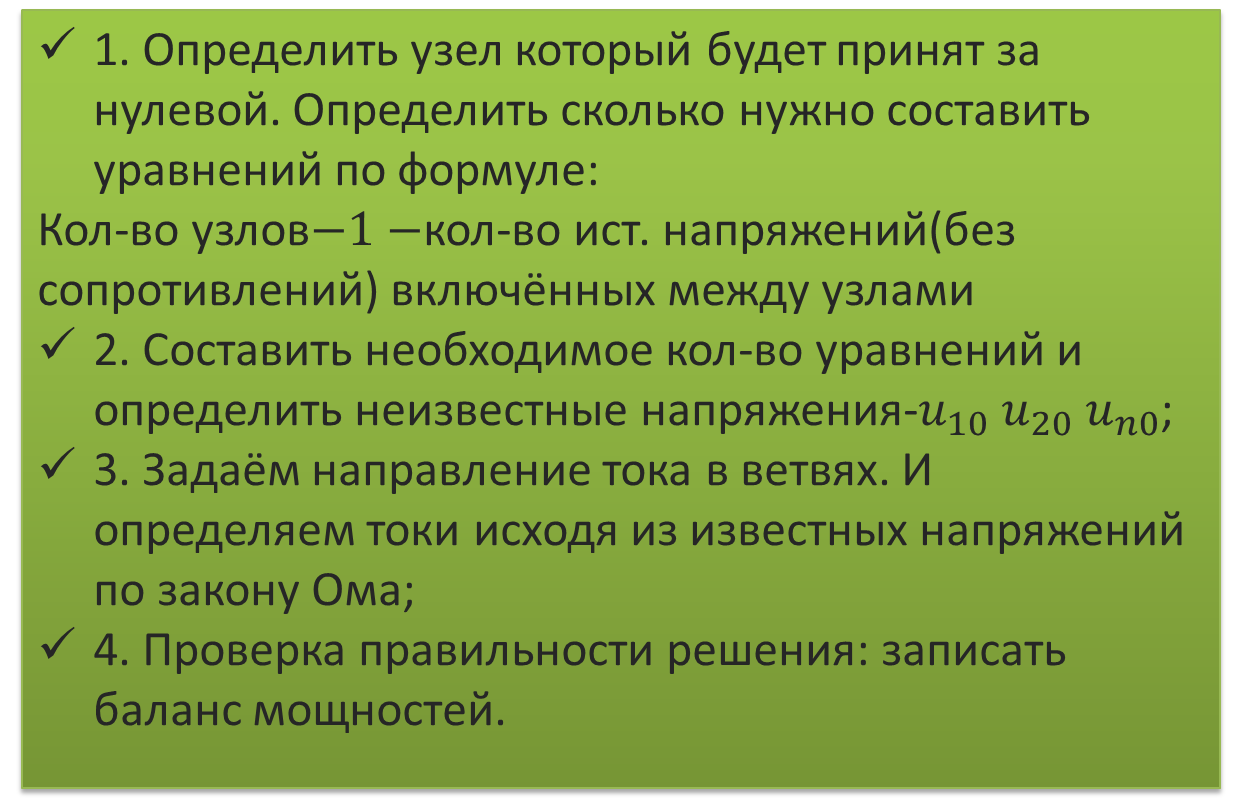 ✓ 1. Определить узел который будет принят за
нулевой. Определить сколько нужно составить
уравнений по формуле:
Кол-во узлов−1 −кол-во ист. напряжений(без
сопротивлений) включённых между узлами
✓ 2. Составить необходимое кол-во уравнений и
определить неизвестные напряжения-u₁₀ u₂₀ uₙ₀;
✓ 3. Задаём направление тока в ветвях. И
определяем токи исходя из известных напряжений
по закону Ома;
✓ 4. Проверка правильности решения: записать
баланс мощностей.